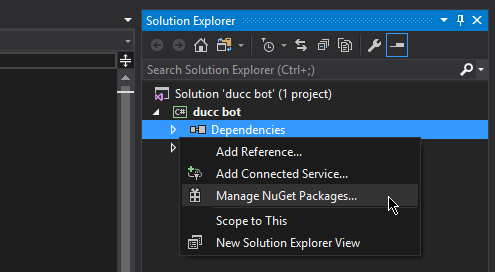 Solution Explorer
Search Solution Explorer (Ctrl+;)
Solution 'ducc bot' (1 project)
C# ducc bot
Dependencies
Add Reference...
Add Connected Service...
Manage NuGet Packages...
Scope to This
New Solution Explorer View